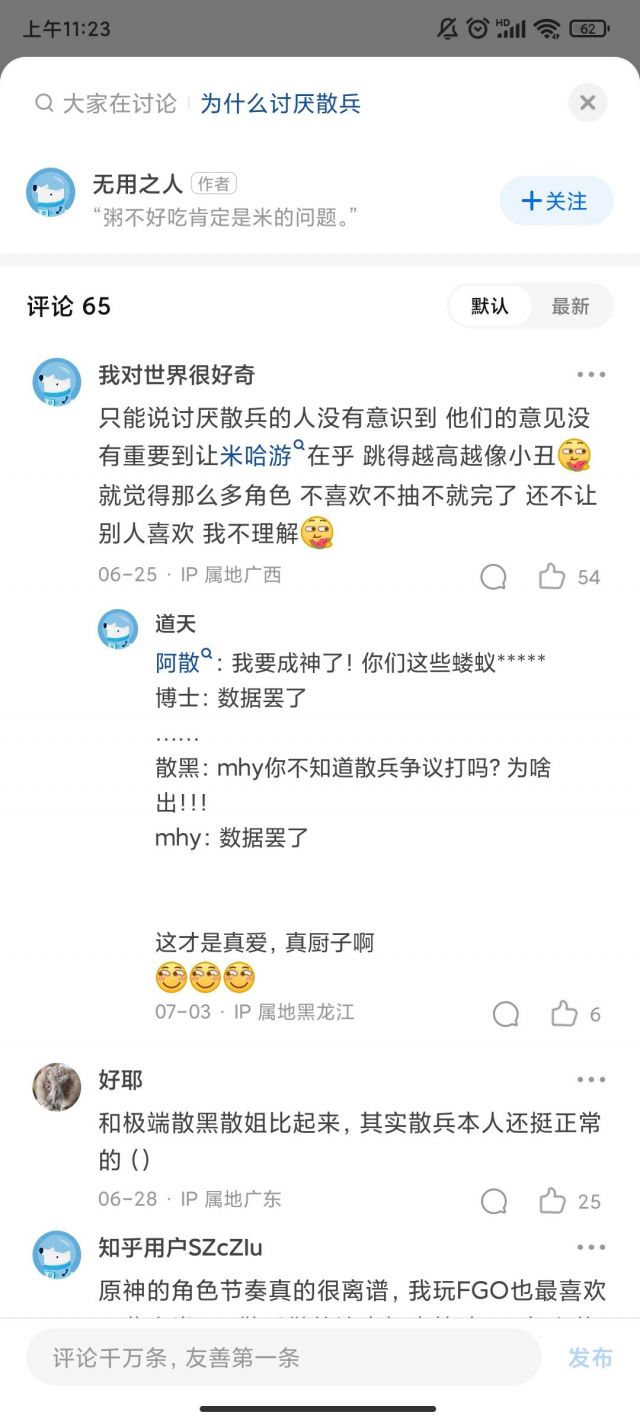 上午11:23
HD
62
大家在讨论 为什么讨厌散兵
无用之人 作者
“粥不好吃肯定是米的问题。”
+关注
评论 65
默认 最新
我对世界很好奇
只能说讨厌散兵的人没有意识到 他们的意见没
有重要到让米哈游在乎 跳得越高越像小丑
就觉得那么多角色 不喜欢不抽不就完了 还不让
别人喜欢 我不理解
06-25 · IP 属地广西
54
道天
阿散: 我要成神了! 你们这些蝼蚁*****
博士: 数据罢了
……
散黑: mhy你不知道散兵争议打吗? 为啥
出!!!
mhy: 数据罢了
这才是真爱, 真厨子啊
07-03 · IP 属地黑龙江
6
好耶
和极端散黑散姐比起来, 其实散兵本人还挺正常
的 ()
06-28 · IP 属地广东
25
知乎用户SZcZlu
原神的角色节奏真的很离谱, 我玩FGO也最喜欢
评论千万条, 友善第一条
发布